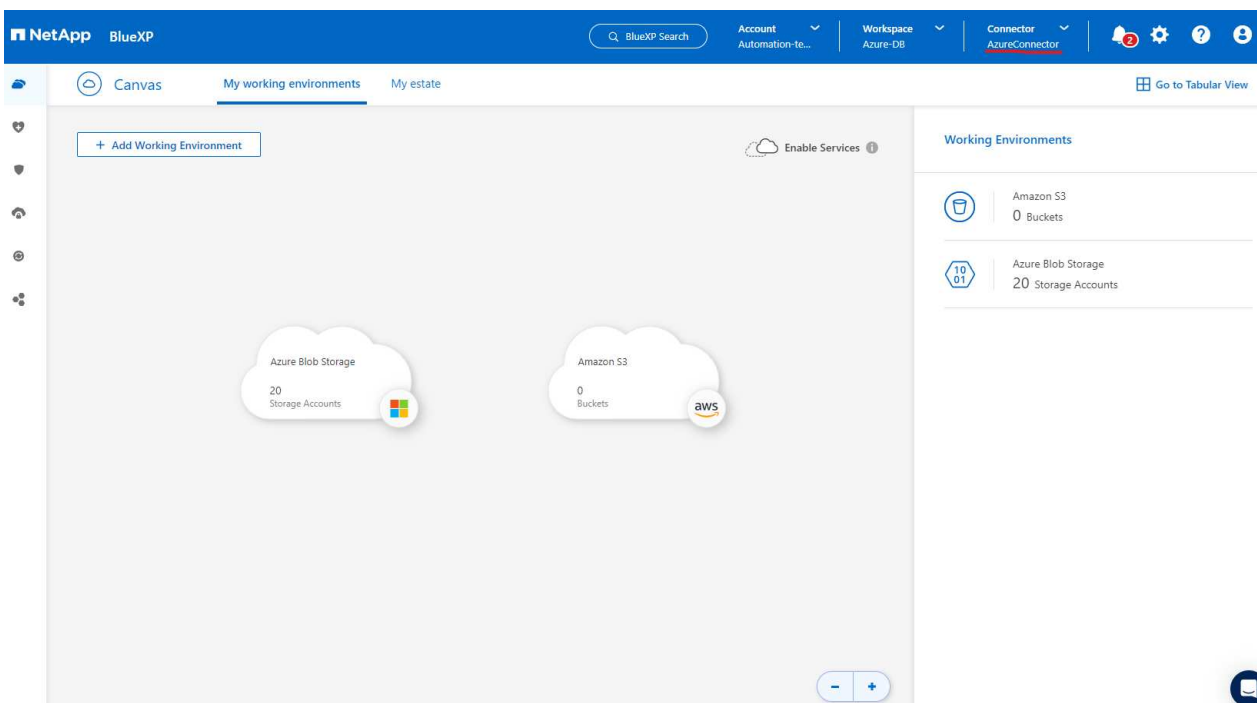 NetApp BlueXP
BlueXP Search
Account
Automation-te...
Workspace
Azure-DB
Connector
AzureConnector
2
Canvas
My working environments
My estate
Go to Tabular View
+ Add Working Environment
Enable Services
Working Environments
Amazon S3
0 Buckets
10
01
Azure Blob Storage
20 Storage Accounts
Azure Blob Storage
20
Storage Accounts
Amazon S3
0
Buckets
aws
- +